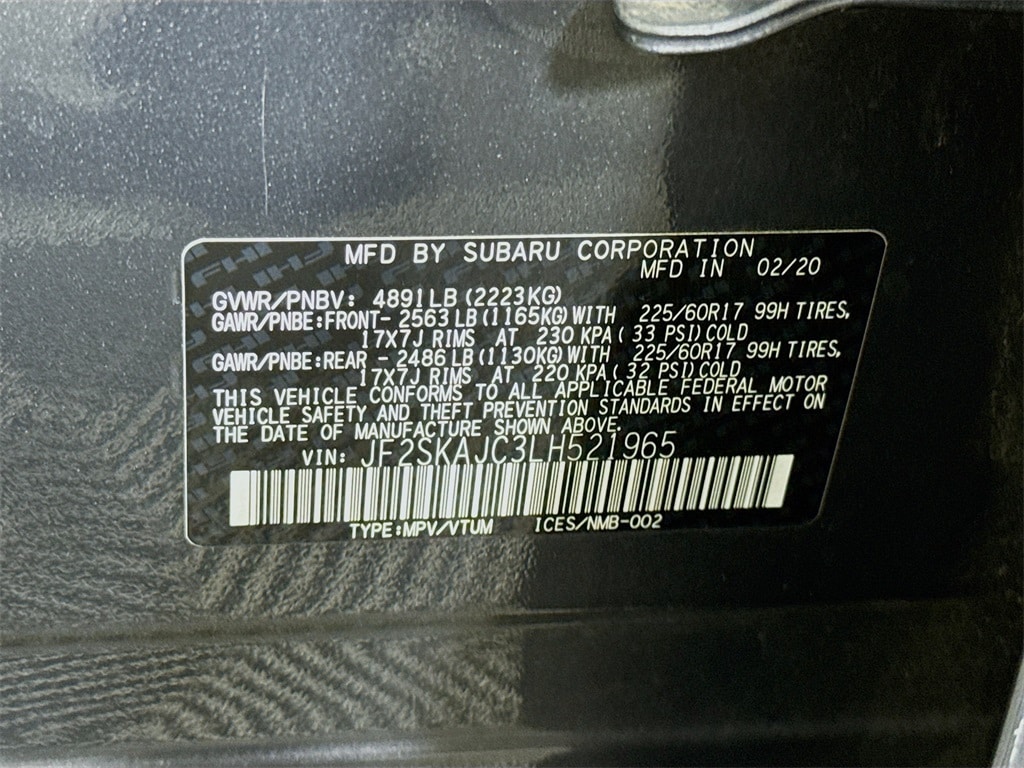 MFD BY SUBARU CORPORATION
MFD IN 02/20
GVWR/PNBV: 4891LB(2223KG)
GAWR/PNBE:FRONT- 2563LB(1165KG)WITH 225/60R17 99H TIRES,
17X7J RIMS AT 230 KPA( 33 PSI)COLD
GAWR/PNBE:REAR - 2486LB(1130KG)WITH 225/60R17 99H TIRES,
17X7J RIMS AT 220 KPA( 32 PSI)COLD
THIS VEHICLE CONFORMS TO ALL APPLICABLE FEDERAL MOTOR
VEHICLE SAFETY AND THEFT PREVENTION STANDARDS IN EFFECT ON
THE DATE OF MANUFACTURE SHOWN ABOVE.
VIN: JF2SKAJC3LH521965
TYPE:MPV/VTUM ICES/NMB-002